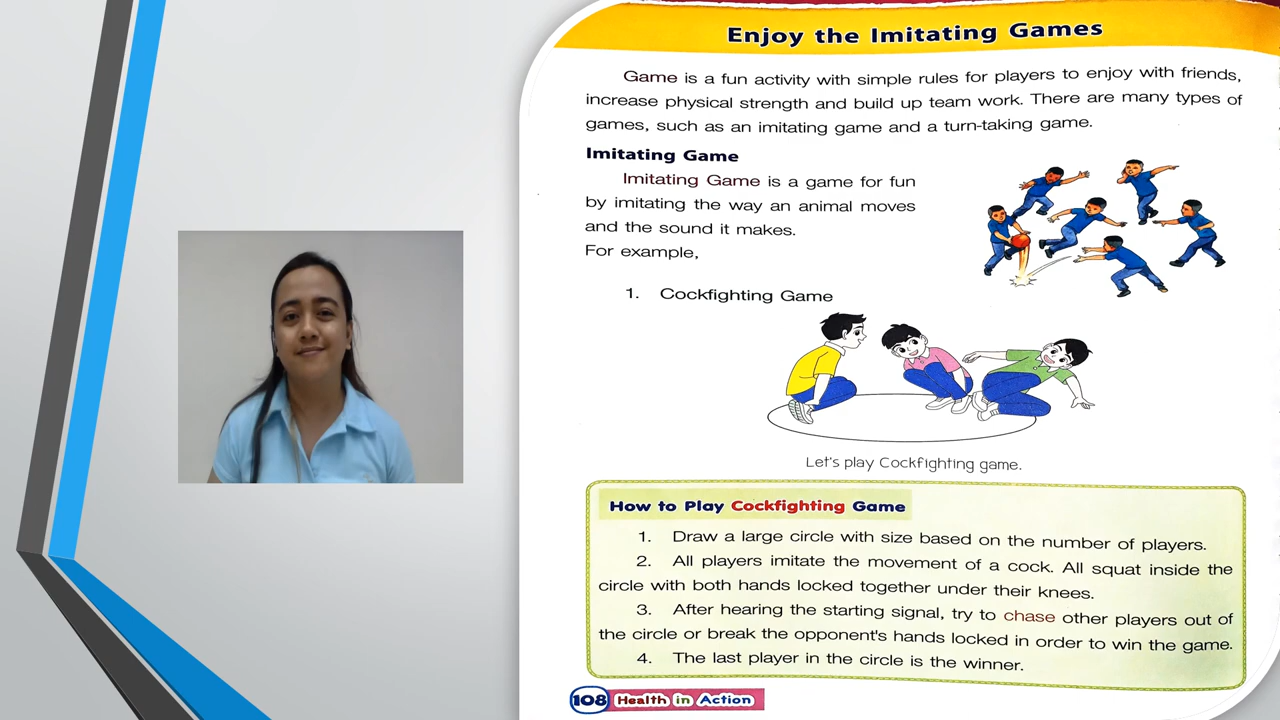 Enjoy the Imitating Games
Game is a fun activity with simple rules for players to enjoy with friends,
increase physical strength and build up team work. There are many types of
games, such as an imitating game and a turn-taking game.
Imitating Game
Imitating Game is a game for fun
by imitating the way an animal moves
and the sound it makes.
For example,
1. Cockfighting Game
Let's play Cockfighting game.
How to Play Cockfighting Game
1. Draw a large circle with size based on the number of players.
2. All players imitate the movement of a cock. All squat inside the
circle with both hands locked together under their knees.
3. After hearing the starting signal, try to chase other players out of
the circle or break the opponent's hands locked in order to win the game.
4. The last player in the circle is the winner.
108 Health in Action